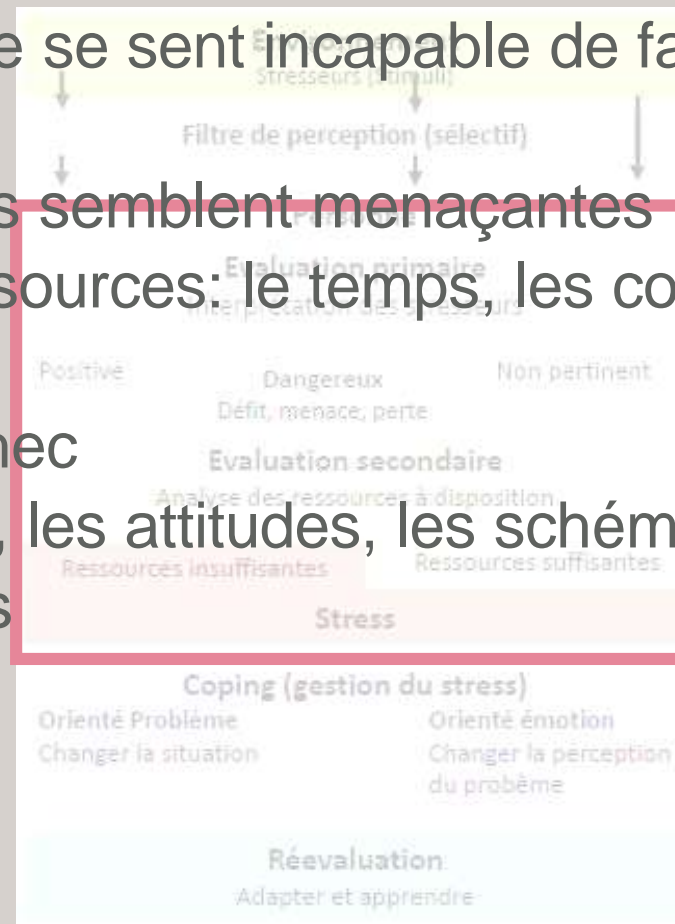 e se sent incapable de fa
Environnement
Stresseurs (Stimuli)
Filtre de perception (sélectif)
s semblent menaçantes
Personne
sources: le temps, les co
Evaluation primaire
Interprétation des stresseurs
Positive Dangereux Non pertinent
Défit, menace, perte
hec
Evaluation secondaire
Analyse des ressources à disposition
, les attitudes, les schém
Ressources insuffisantes Ressources suffisantes
s
Stress
Coping (gestion du stress)
Orienté Problème Orienté émotion
Changer la situation Changer la perception
du probème
Réevaluation
Adapter et apprendre